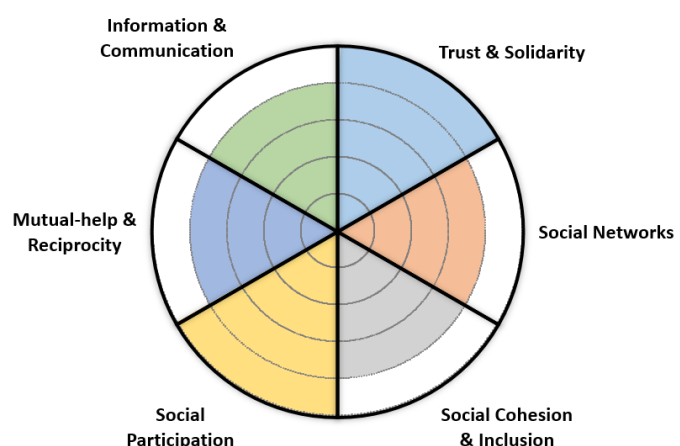 Information &
Communication
Trust & Solidarity
Mutual-help &
Reciprocity
Social Networks
Social
Participation
Social Cohesion
& Inclusion